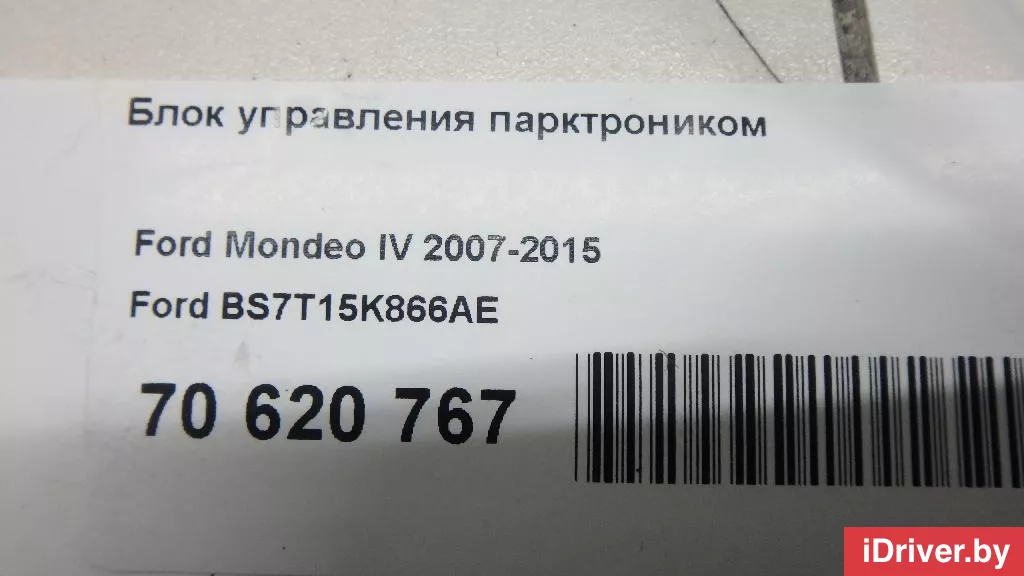 Блок управления парктроником
Ford Mondeo IV 2007-2015
Ford BS7T15K866AE
70 620 767
iDriver.by